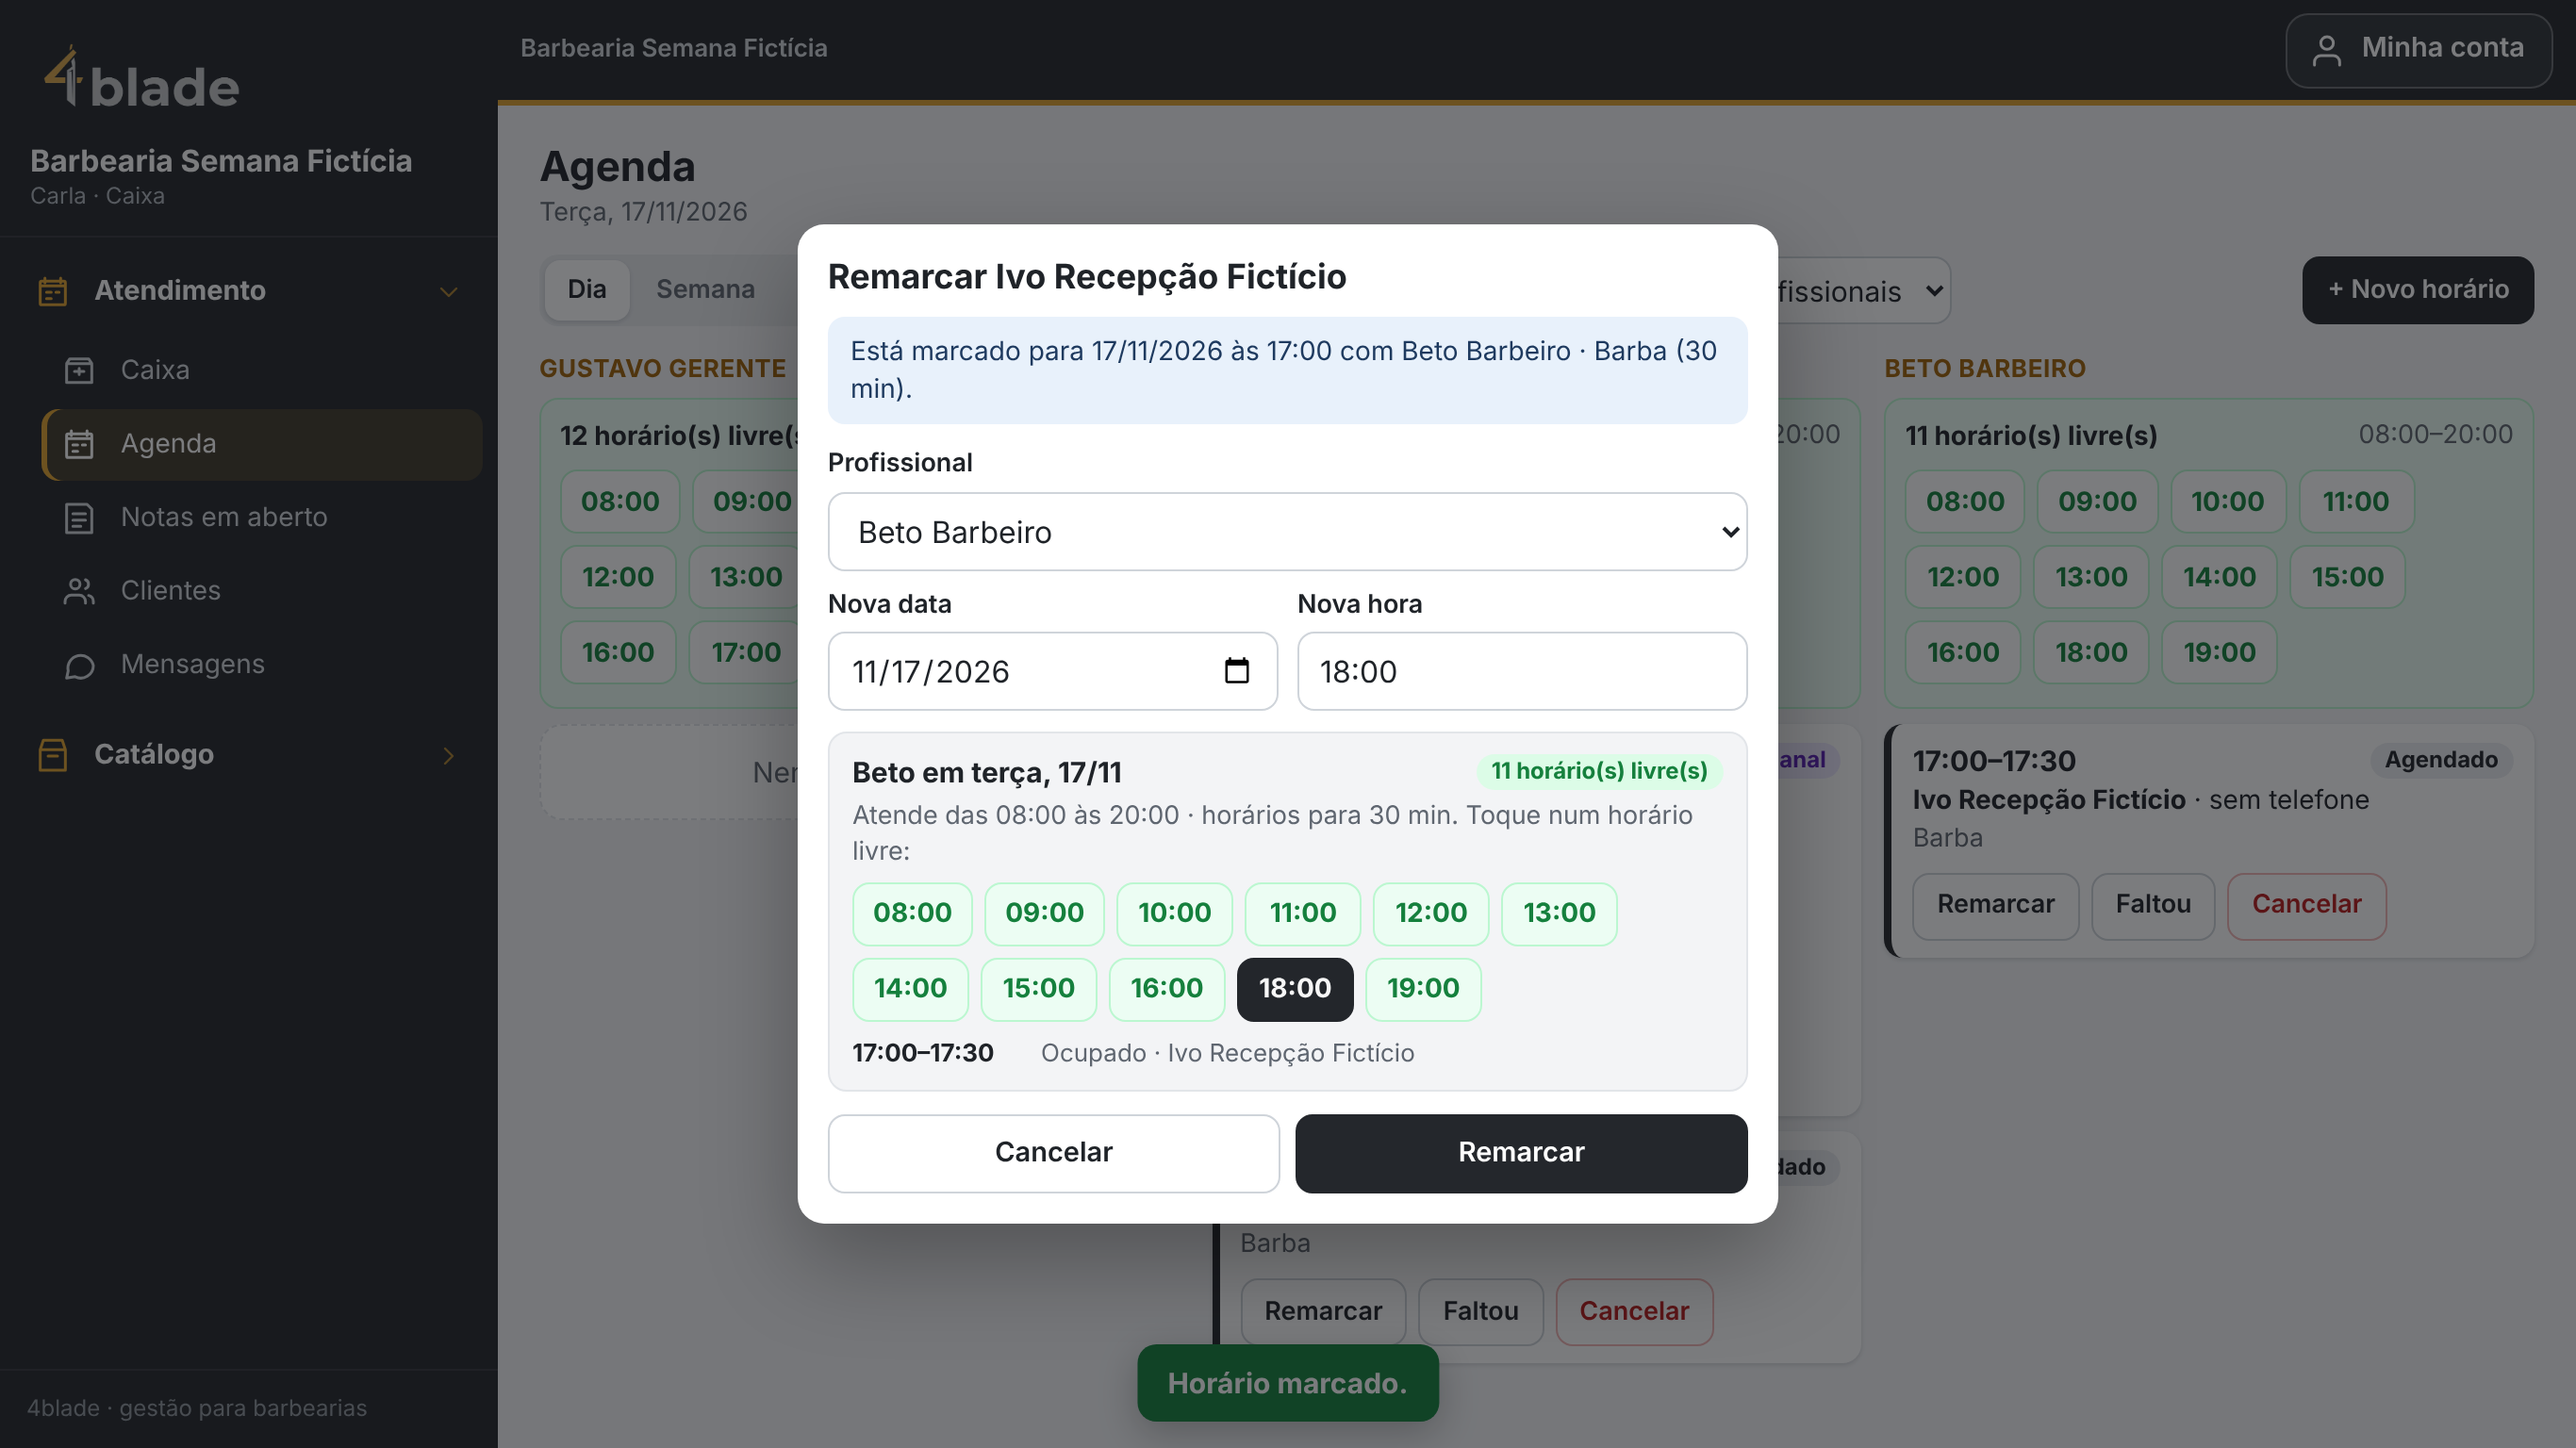 4blade
Barbearia Semana Fictícia
Minha conta
Barbearia Semana Fictícia
Carla · Caixa
Atendimento
Caixa
Agenda
Notas em aberto
Clientes
Mensagens
Catálogo
4blade · gestão para barbearias
Agenda
Terça, 17/11/2026
Dia
Semana
+ Novo horário
GUSTAVO GERENTE
12 horário(s)
08:00 09:00
12:00 13:00
16:00 17:00
20:00
BETO BARBEIRO
11 horário(s) livre(s)
08:00–20:00
08:00 09:00 10:00 11:00
12:00 13:00 14:00 15:00
16:00 18:00 19:00
17:00–17:30
Agendado
Ivo Recepção Fictício · sem telefone
Barba
Remarcar Faltou Cancelar
Remarcar Ivo Recepção Fictício
Está marcado para 17/11/2026 às 17:00 com Beto Barbeiro · Barba (30
min).
Profissional
Beto Barbeiro
Nova data
Nova hora
11/17/2026
18:00
Beto em terça, 17/11
11 horário(s) livre(s)
Atende das 08:00 às 20:00 · horários para 30 min. Toque num horário
livre:
08:00 09:00 10:00 11:00 12:00 13:00
14:00 15:00 16:00 18:00 19:00
17:00–17:30 Ocupado · Ivo Recepção Fictício
Cancelar
Remarcar
Barba
Remarcar Faltou Cancelar
Horário marcado.